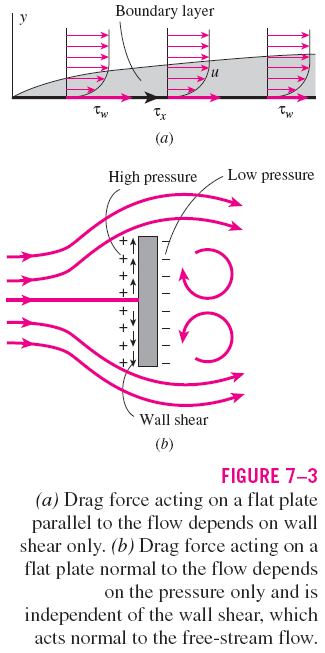 y
Boundary layer
u
τw
τx
τw
(a)
High pressure
Low pressure
+
+
+
+
+
+
+
+
–
–
–
–
–
–
–
–
Wall shear
(b)
FIGURE 7–3
(a) Drag force acting on a flat plate
parallel to the flow depends on wall
shear only. (b) Drag force acting on a
flat plate normal to the flow depends
on the pressure only and is
independent of the wall shear, which
acts normal to the free-stream flow.